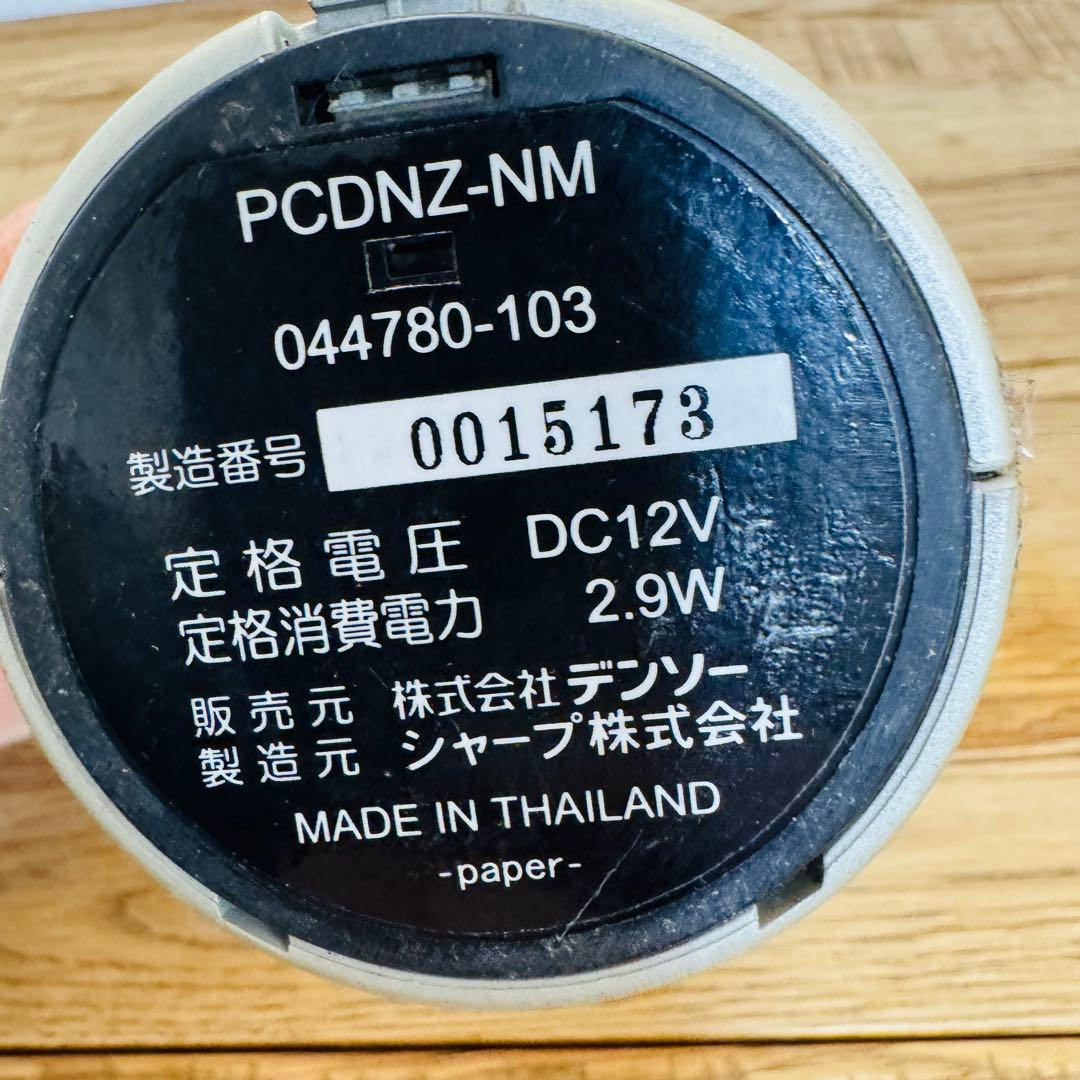 PCDNZ-NM
044780-103
製造番号 0015173
定格電圧 DC12V
定格消費電力 2.9W
販売元 株式会社デンソー
製造元 シャープ株式会社
MADE IN THAILAND
-paper-